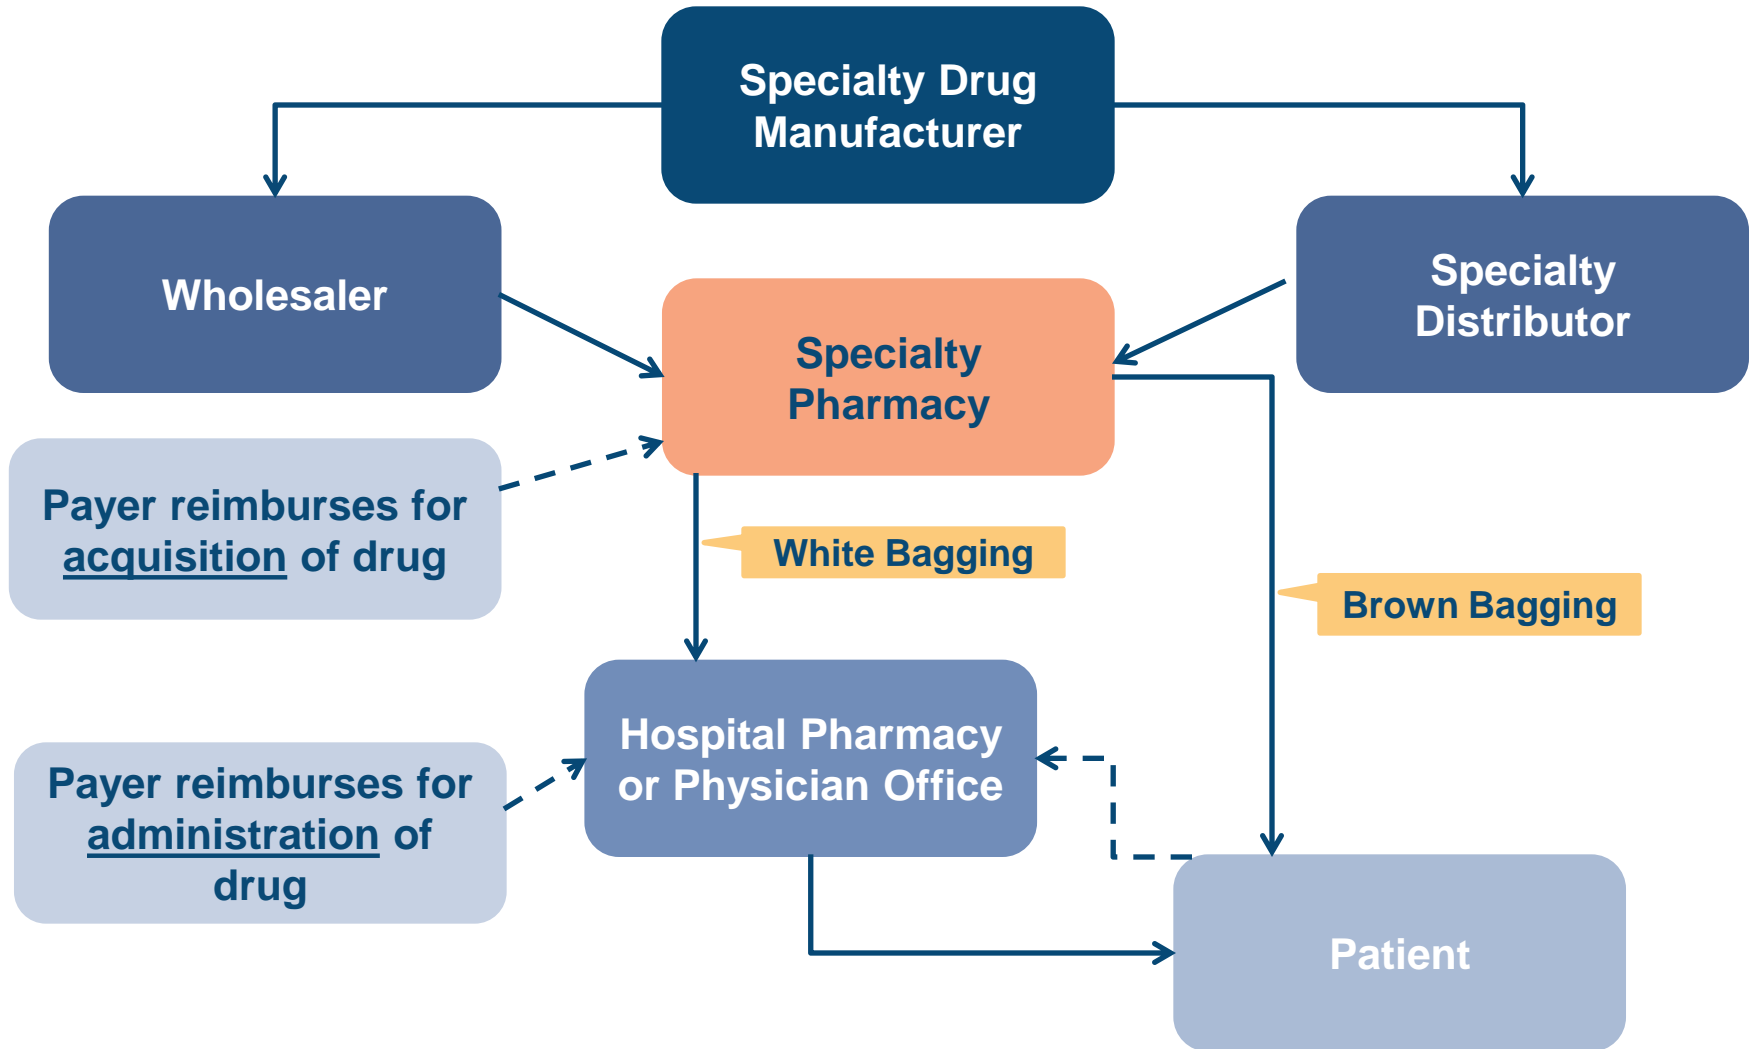 Specialty Drug
Manufacturer
Wholesaler
Specialty
Distributor
Specialty
Pharmacy
Payer reimburses for
acquisition of drug
White Bagging
Brown Bagging
Hospital Pharmacy
or Physician Office
Payer reimburses for
administration of
drug
Patient